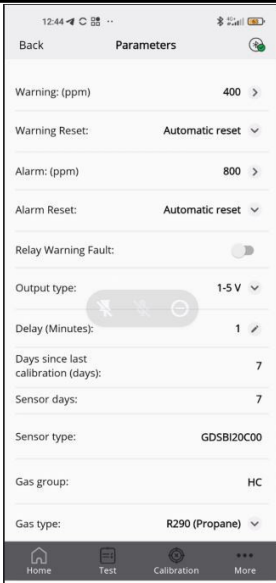 12:44
Back Parameters
Warning: (ppm) 400
Warning Reset: Automatic reset
Alarm: (ppm) 800
Alarm Reset: Automatic reset
Relay Warning Fault:
Output type: 1-5 V
Delay (Minutes): 1
Days since last
calibration (days): 7
Sensor days: 7
Sensor type: GDSBI20C00
Gas group: HC
Gas type: R290 (Propane)
Home Test Calibration More